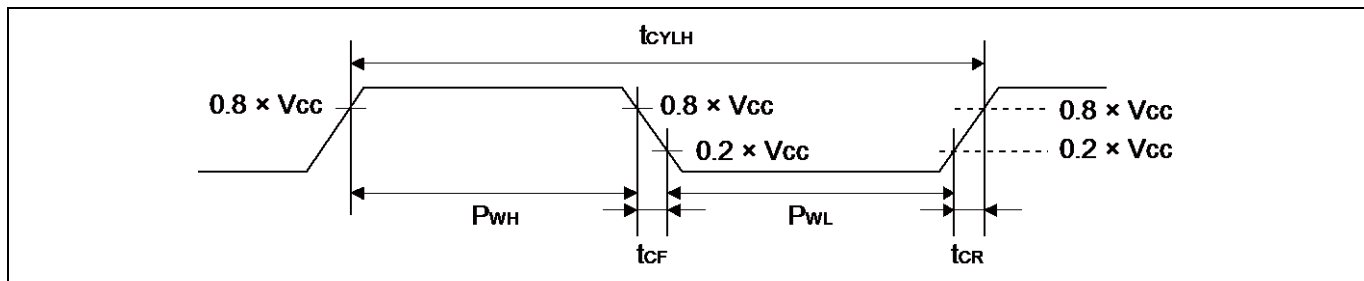 tCYLH
0.8 × Vcc
0.8 × Vcc
0.8 × Vcc
0.2 × Vcc
0.2 × Vcc
PWH
PWL
tCF
tCR